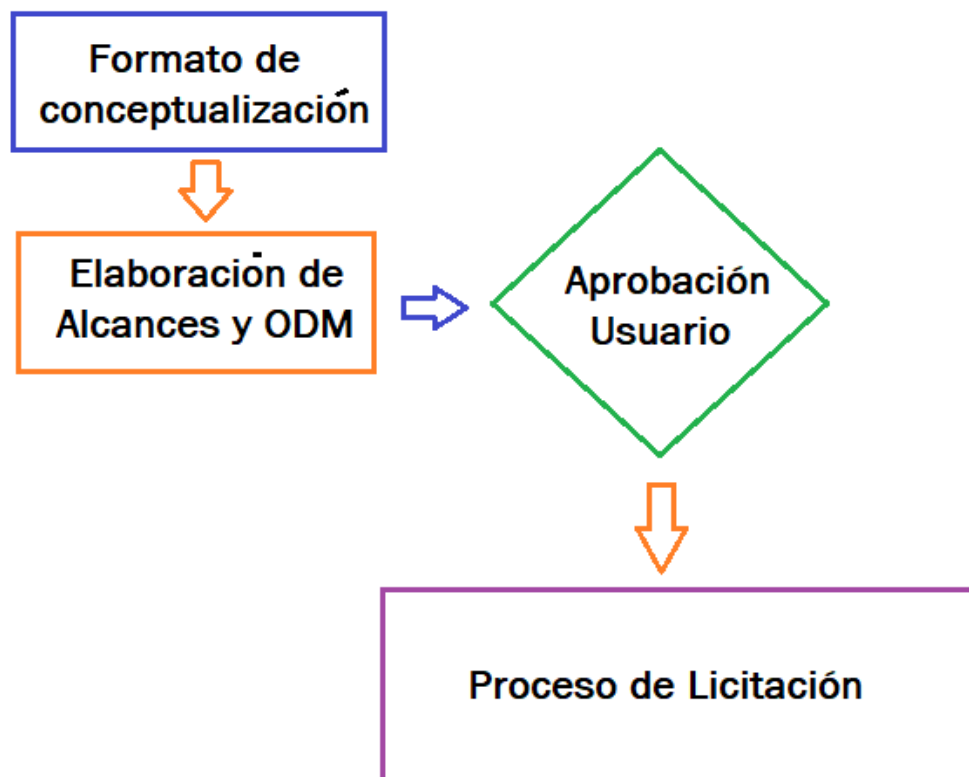 Formato de
conceptualización
Elaboración de
Alcances y ODM
Aprobación
Usuario
Proceso de Licitación